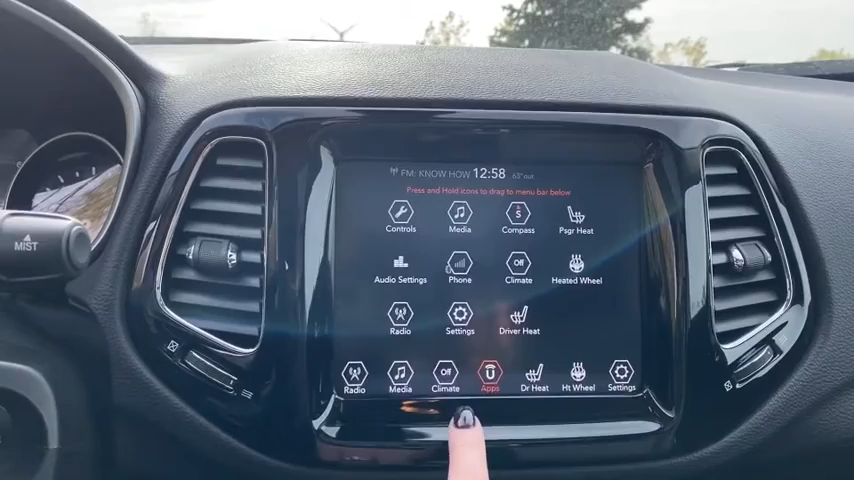 FM: KNOW HOW 12:58 63° out
Press and Hold icons to drag to menu bar below
Controls Media Compass Psgr Heat
S
Audio Settings Phone Climate Heated Wheel
Off
Radio Settings Driver Heat
Off
Radio Media Climate Apps Dr Heat Ht Wheel Settings
MIST